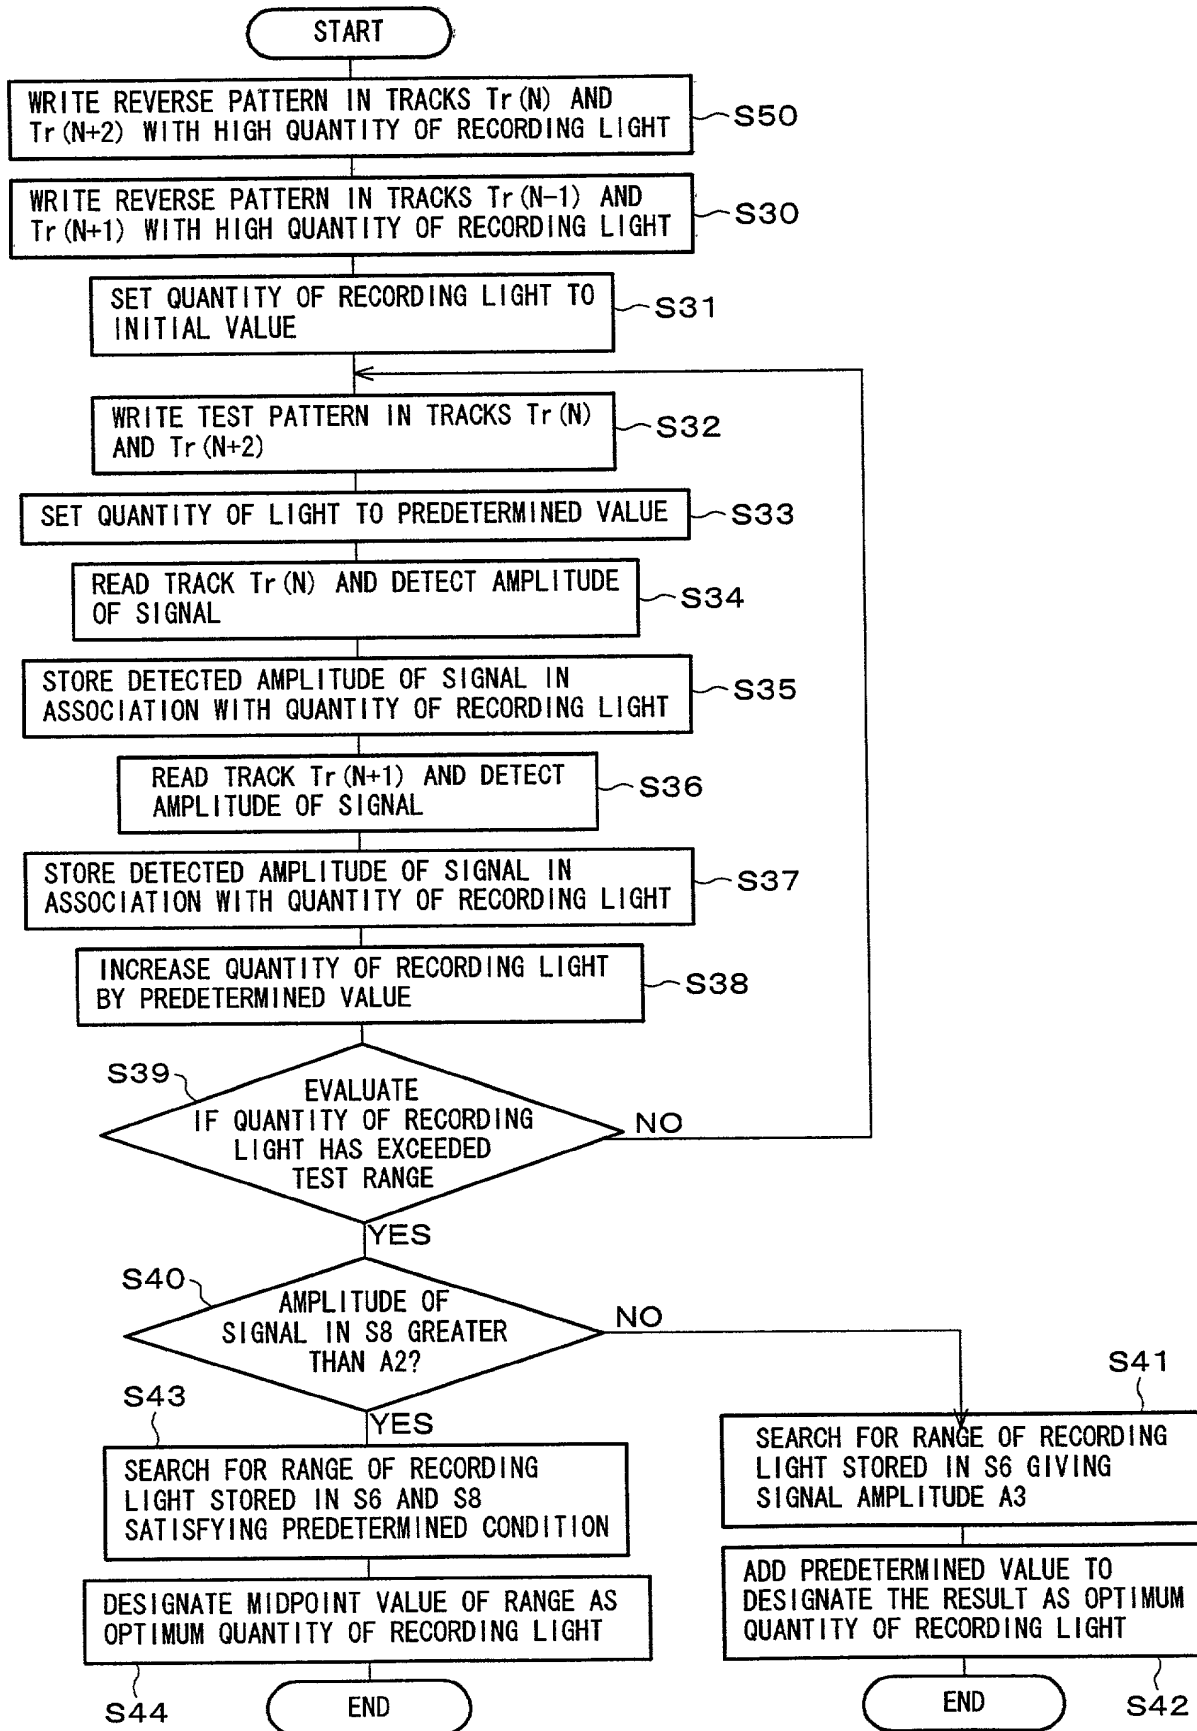 START
WRITE REVERSE PATTERN IN TRACKS Tr(N) AND
Tr(N+2) WITH HIGH QUANTITY OF RECORDING LIGHT
S50
WRITE REVERSE PATTERN IN TRACKS Tr(N-1) AND
Tr(N+1) WITH HIGH QUANTITY OF RECORDING LIGHT
S30
SET QUANTITY OF RECORDING LIGHT TO
INITIAL VALUE
S31
WRITE TEST PATTERN IN TRACKS Tr(N)
AND Tr(N+2)
S32
SET QUANTITY OF LIGHT TO PREDETERMINED VALUE
S33
READ TRACK Tr(N) AND DETECT AMPLITUDE
OF SIGNAL
S34
STORE DETECTED AMPLITUDE OF SIGNAL IN
ASSOCIATION WITH QUANTITY OF RECORDING LIGHT
S35
READ TRACK Tr(N+1) AND DETECT
AMPLITUDE OF SIGNAL
S36
STORE DETECTED AMPLITUDE OF SIGNAL IN
ASSOCIATION WITH QUANTITY OF RECORDING LIGHT
S37
INCREASE QUANTITY OF RECORDING LIGHT
BY PREDETERMINED VALUE
S38
S39
EVALUATE
IF QUANTITY OF RECORDING
LIGHT HAS EXCEEDED
TEST RANGE
NO
YES
S40
AMPLITUDE OF
SIGNAL IN S8 GREATER
THAN A2?
NO
YES
S43
SEARCH FOR RANGE OF RECORDING
LIGHT STORED IN S6 AND S8
SATISFYING PREDETERMINED CONDITION
DESIGNATE MIDPOINT VALUE OF RANGE AS
OPTIMUM QUANTITY OF RECORDING LIGHT
S44
END
S41
SEARCH FOR RANGE OF RECORDING
LIGHT STORED IN S6 GIVING
SIGNAL AMPLITUDE A3
ADD PREDETERMINED VALUE TO
DESIGNATE THE RESULT AS OPTIMUM
QUANTITY OF RECORDING LIGHT
S42
END